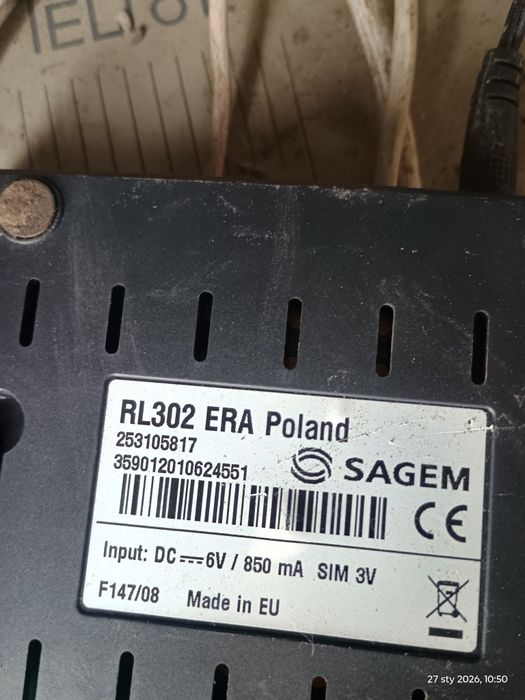 RL302 ERA Poland
253105817
359012010624551
SAGEM
CE
Input: DC 6V / 850 mA SIM 3V
F147/08 Made in EU
27 sty 2026, 10:50